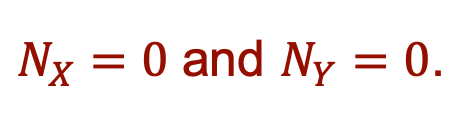 N_X = 0 and N_Y = 0.